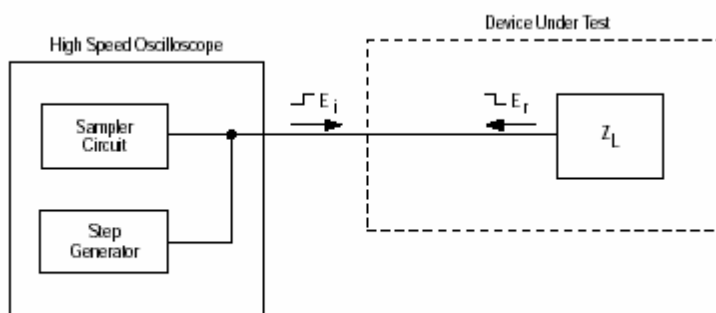 Device Under Test
High Speed Oscilloscope
E i
E r
Sampler
Circuit
Z L
Step
Generator